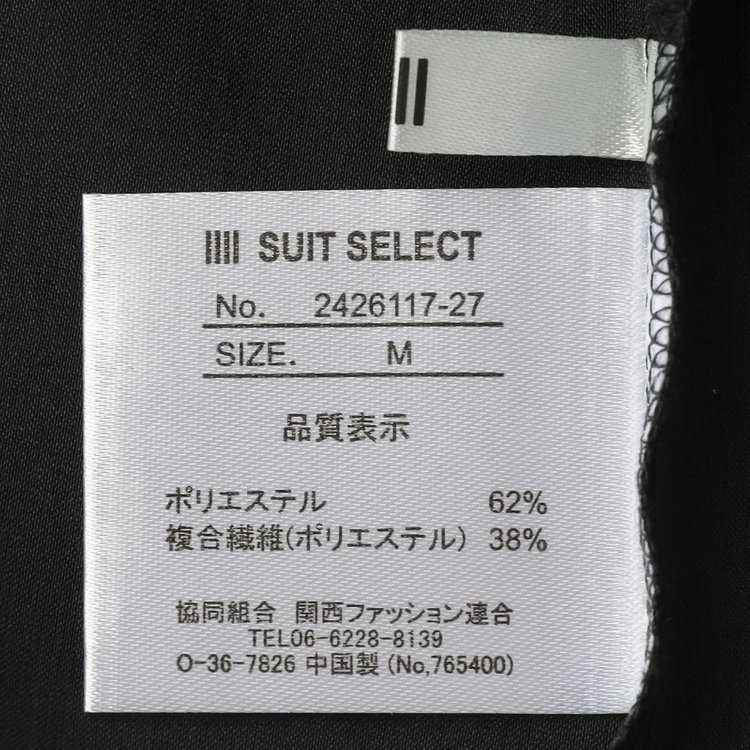 SUIT SELECT
No. 2426117-27
SIZE. M
品質表示
ポリエステル 62%
複合繊維(ポリエステル) 38%
協同組合 関西ファッション連合
TEL06-6228-8139
O-36-7826 中国製 (No,765400)